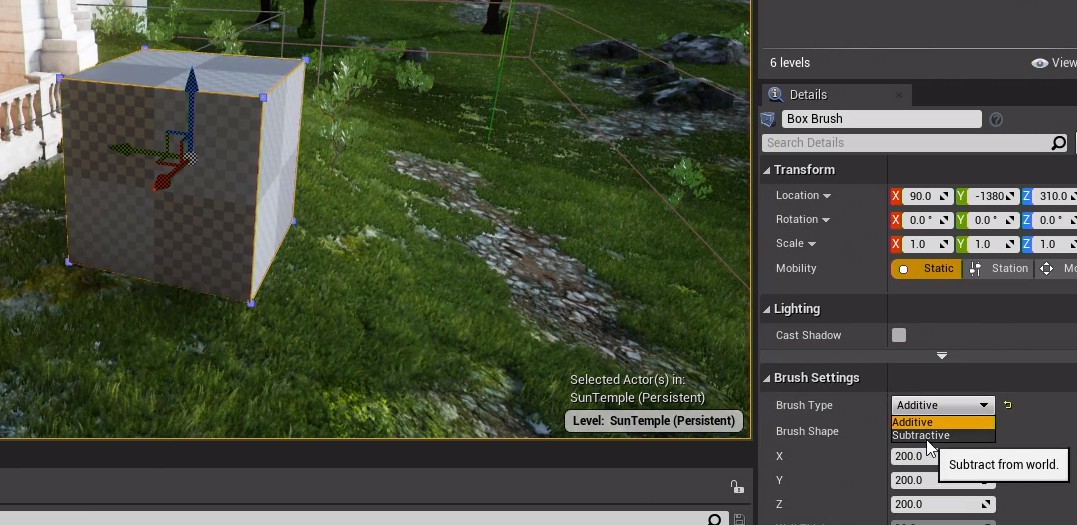 6 levels
View
Details
Box Brush
Search Details
Transform
Location X 90.0 Y -1380 Z 310.0
Rotation X 0.0 ° Y 0.0 ° Z 0.0 °
Scale X 1.0 Y 1.0 Z 1.0
Mobility Static Station Mo
Lighting
Cast Shadow
Brush Settings
Brush Type Additive
Additive
Brush Shape Subtractive
X 200.0
Subtract from world.
Y 200.0
Z 200.0
Selected Actor(s) in:
SunTemple (Persistent)
Level: SunTemple (Persistent)